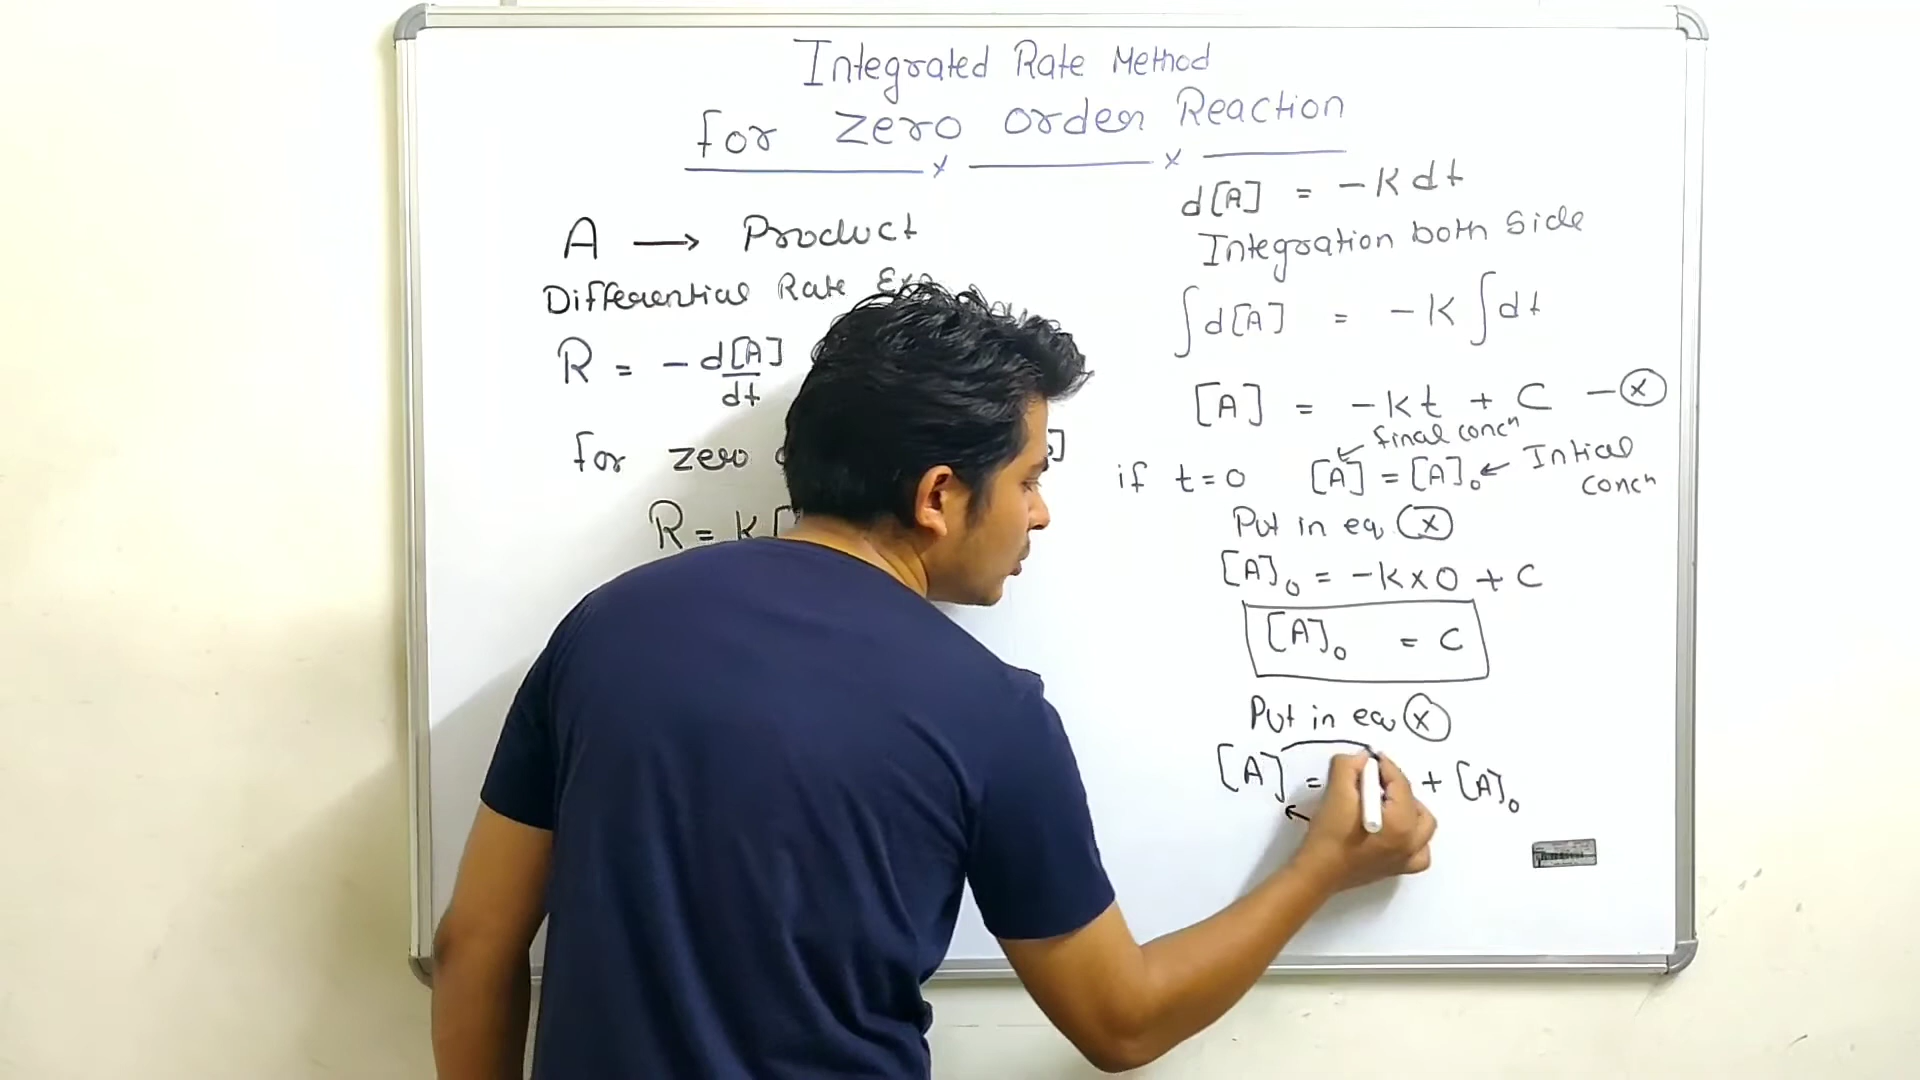 Integrated Rate Method
for zero order Reaction
A ⟶ Product
Differential Rate
R = -d[A]
dt
for zero
R = K[
d[A] = -K dt
Integration both Side
∫d[A] = -K ∫dt
[A] = -Kt + C -ⓧ
final concⁿ
if t=0 [A] = [A]₀ ← Intial
concⁿ
Put in eq ⓧ
[A]₀ = -K×0 + C
[A]₀ = C
Put in eq ⓧ
[A] = + [A]₀